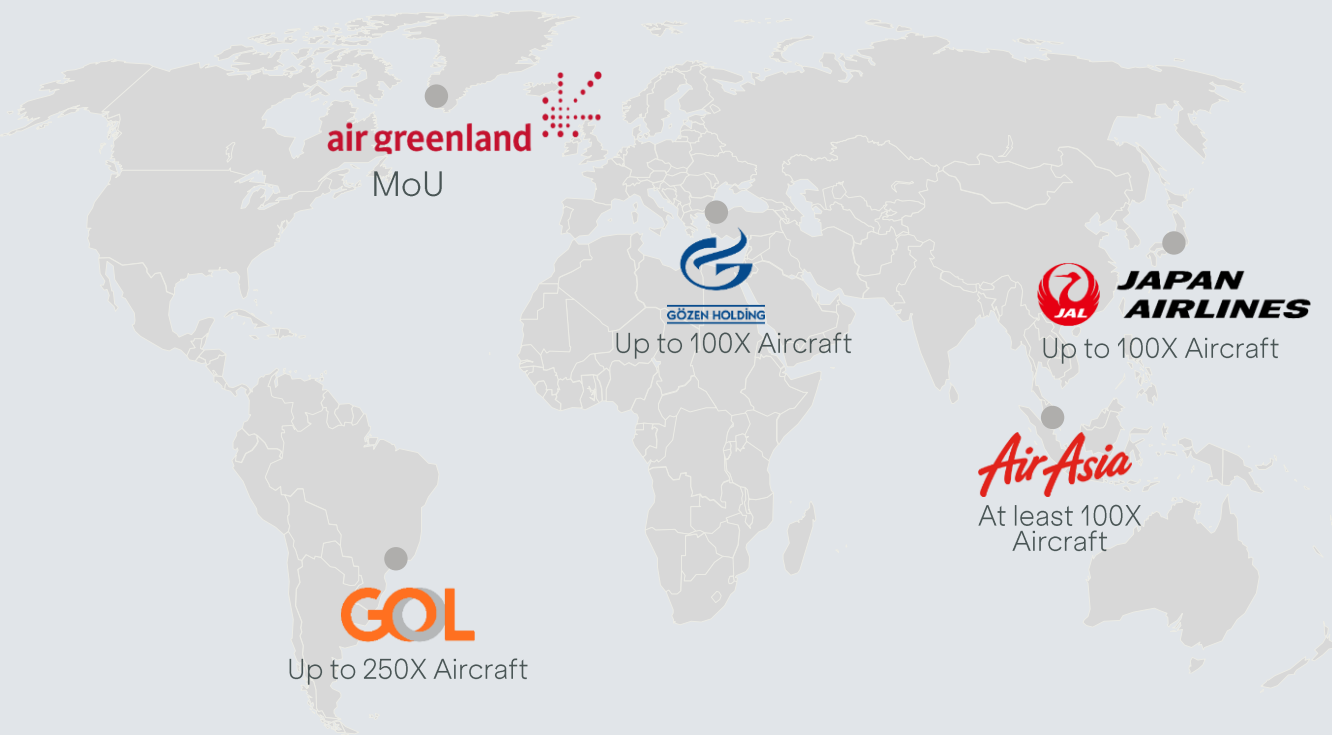 air greenland
MoU
GÖZEN HOLDİNG
Up to 100X Aircraft
JAL
JAPAN
AIRLINES
Up to 100X Aircraft
AirAsia
At least 100X
Aircraft
GOL
Up to 250X Aircraft